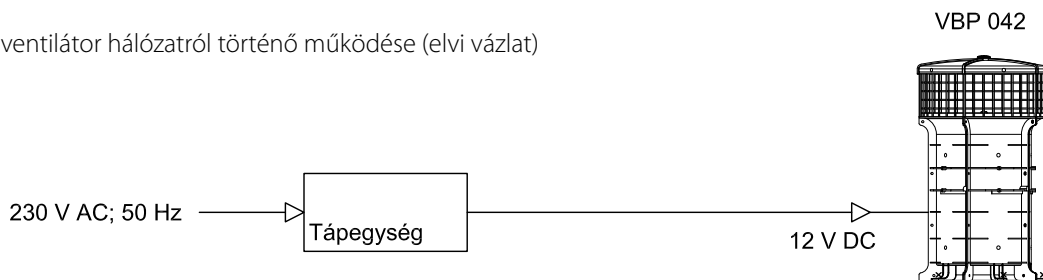 VBP 042
ventilátor hálózatról történő működése (elvi vázlat)
230 V AC; 50 Hz
Tápegység
12 V DC